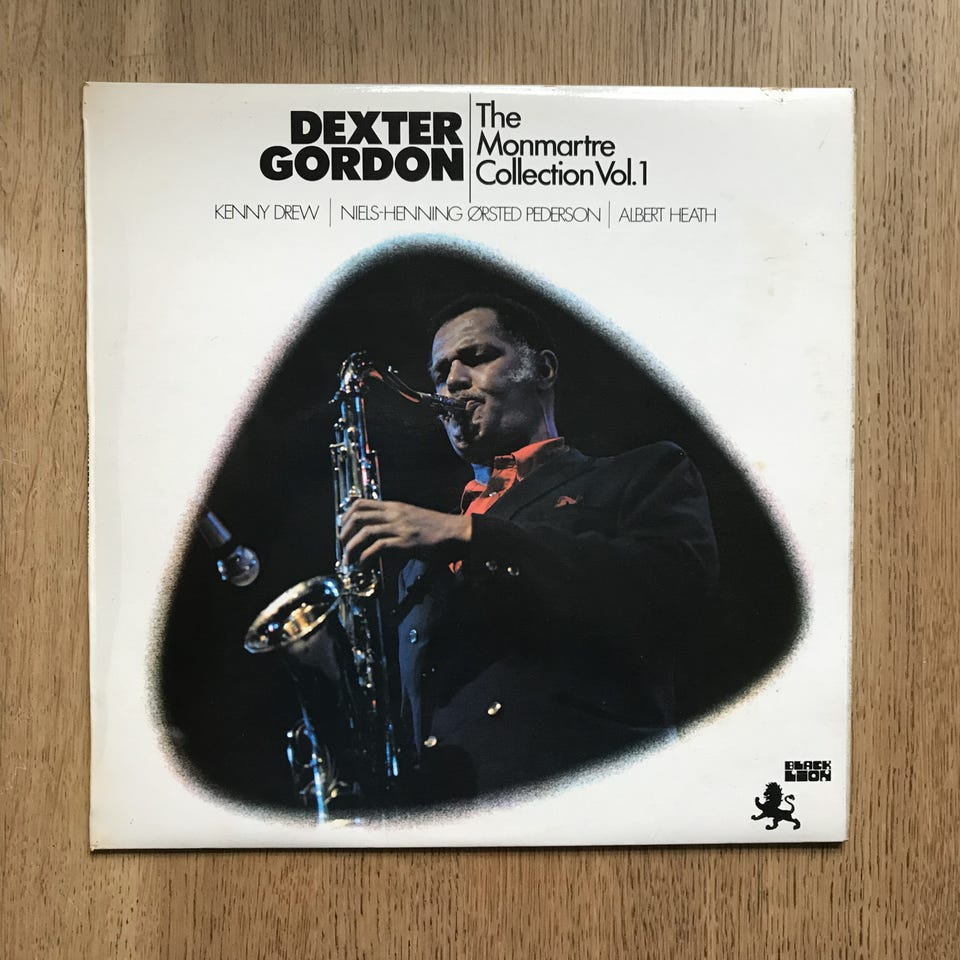 DEXTER
GORDON
The
Monmartre
Collection Vol.1
KENNY DREW | NIELS-HENNING ØRSTED PEDERSON | ALBERT HEATH
BLACK
LION